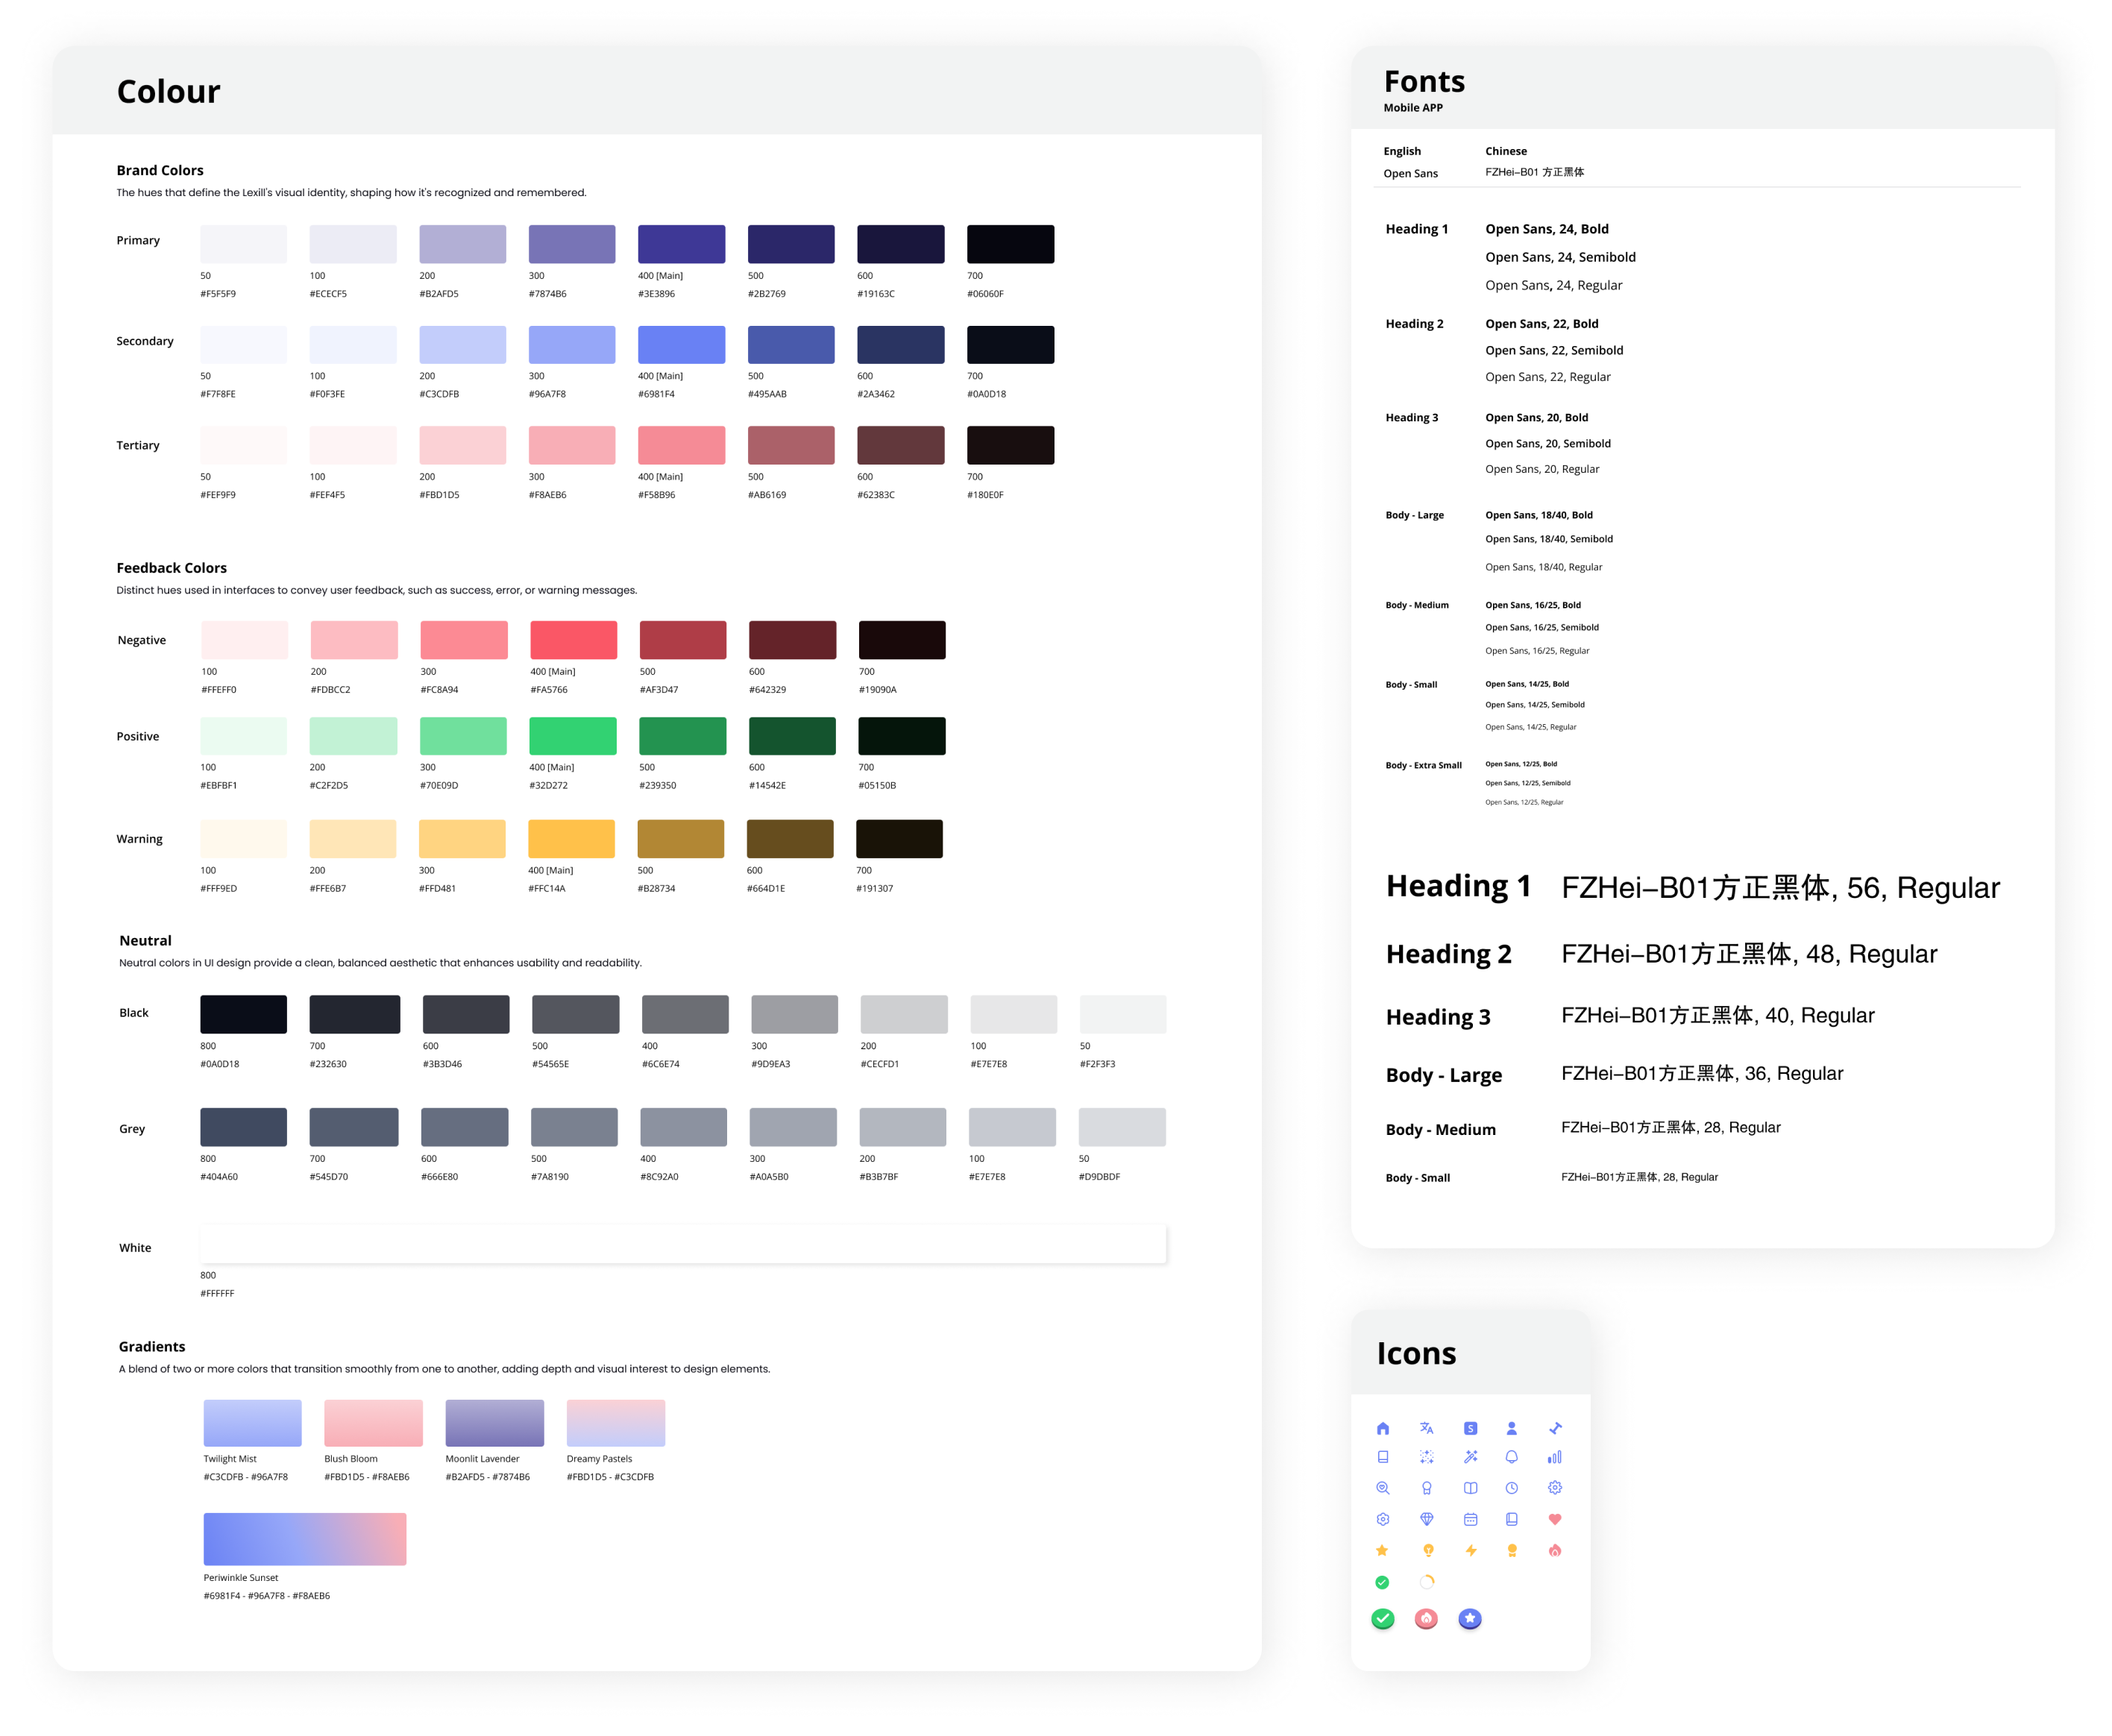 Colour
Brand Colors
The hues that define the Lexill's visual identity, shaping how it's recognized and remembered.
Primary
50 100 200 300 400 [Main] 500 600 700
#F5F5F9 #ECECF5 #B2AFD5 #7874B6 #3E3896 #2B2769 #19163C #06060F
Secondary
50 100 200 300 400 [Main] 500 600 700
#F7F8FE #F0F3FE #C3CDFB #96A7F8 #6981F4 #495AAB #2A3462 #0A0D18
Tertiary
50 100 200 300 400 [Main] 500 600 700
#FEF9F9 #FEF4F5 #FBD1D5 #F8AEB6 #F58B96 #AB6169 #62383C #180E0F
Feedback Colors
Distinct hues used in interfaces to convey user feedback, such as success, error, or warning messages.
Negative
100 200 300 400 [Main] 500 600 700
#FFEFF0 #FDBCC2 #FC8A94 #FA5766 #AF3D47 #642329 #19090A
Positive
100 200 300 400 [Main] 500 600 700
#EBFBF1 #C2F2D5 #70E09D #32D272 #239350 #14542E #05150B
Warning
100 200 300 400 [Main] 500 600 700
#FFF9ED #FFE6B7 #FFD481 #FFC14A #B28734 #664D1E #191307
Neutral
Neutral colors in UI design provide a clean, balanced aesthetic that enhances usability and readability.
Black
800 700 600 500 400 300 200 100 50
#0A0D18 #232630 #3B3D46 #54565E #6C6E74 #9D9EA3 #CECFD1 #E7E7E8 #F2F3F3
Grey
800 700 600 500 400 300 200 100 50
#404A60 #545D70 #666E80 #7A8190 #8C92A0 #A0A5B0 #B3B7BF #E7E7E8 #D9DBDF
White
800
#FFFFFF
Gradients
A blend of two or more colors that transition smoothly from one to another, adding depth and visual interest to design elements.
Twilight Mist Blush Bloom Moonlit Lavender Dreamy Pastels
#C3CDFB - #96A7F8 #FBD1D5 - #F8AEB6 #B2AFD5 - #7874B6 #FBD1D5 - #C3CDFB
Periwinkle Sunset
#6981F4 - #96A7F8 - #F8AEB6
Fonts
Mobile APP
English Chinese
Open Sans FZHei-B01 方正黑体
Heading 1 Open Sans, 24, Bold
Open Sans, 24, Semibold
Open Sans, 24, Regular
Heading 2 Open Sans, 22, Bold
Open Sans, 22, Semibold
Open Sans, 22, Regular
Heading 3 Open Sans, 20, Bold
Open Sans, 20, Semibold
Open Sans, 20, Regular
Body - Large Open Sans, 18/40, Bold
Open Sans, 18/40, Semibold
Open Sans, 18/40, Regular
Body - Medium Open Sans, 16/25, Bold
Open Sans, 16/25, Semibold
Open Sans, 16/25, Regular
Body - Small Open Sans, 14/25, Bold
Open Sans, 14/25, Semibold
Open Sans, 14/25, Regular
Body - Extra Small Open Sans, 12/25, Bold
Open Sans, 12/25, Semibold
Open Sans, 12/25, Regular
Heading 1 FZHei-B01方正黑体, 56, Regular
Heading 2 FZHei-B01方正黑体, 48, Regular
Heading 3 FZHei-B01方正黑体, 40, Regular
Body - Large FZHei-B01方正黑体, 36, Regular
Body - Medium FZHei-B01方正黑体, 28, Regular
Body - Small FZHei-B01方正黑体, 28, Regular
Icons